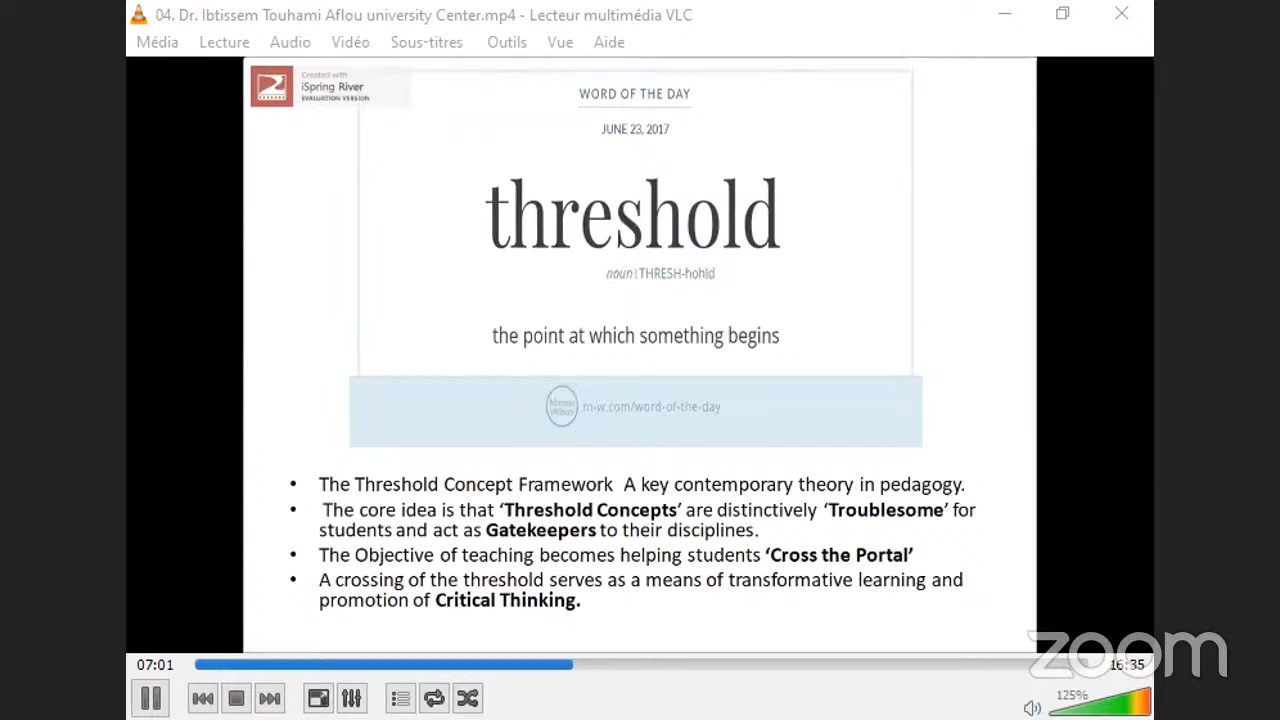 04. Dr. Ibtissem Touhami Aflou university Center.mp4 - Lecteur multimédia VLC
Média Lecture Audio Vidéo Sous-titres Outils Vue Aide
Created with
iSpring River
EVALUATION VERSION
WORD OF THE DAY
JUNE 23, 2017
threshold
noun | THRESH-hohld
the point at which something begins
m-w.com/word-of-the-day
• The Threshold Concept Framework A key contemporary theory in pedagogy.
• The core idea is that ‘Threshold Concepts’ are distinctively ‘Troublesome’ for
students and act as Gatekeepers to their disciplines.
• The Objective of teaching becomes helping students ‘Cross the Portal’
• A crossing of the threshold serves as a means of transformative learning and
promotion of Critical Thinking.
zoom
07:01 16:35
125%